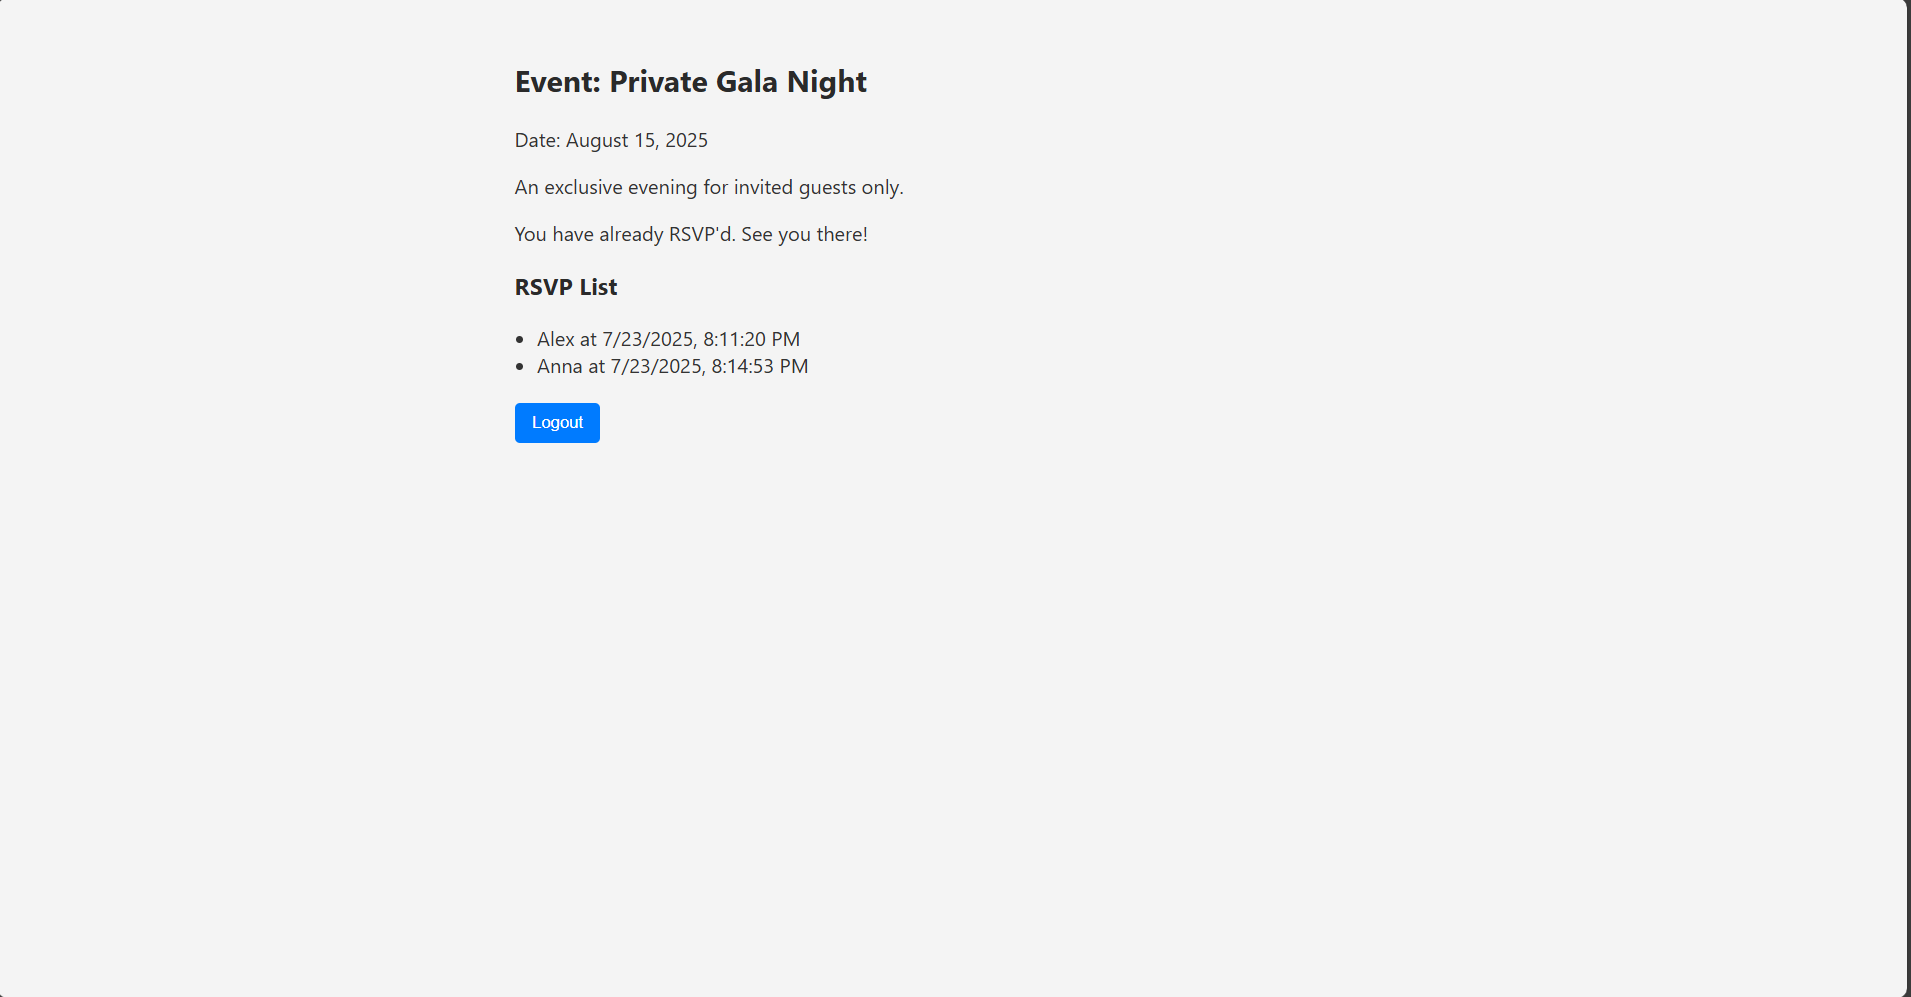 Event: Private Gala Night
Date: August 15, 2025
An exclusive evening for invited guests only.
You have already RSVP'd. See you there!
RSVP List
Alex at 7/23/2025, 8:11:20 PM
Anna at 7/23/2025, 8:14:53 PM
Logout